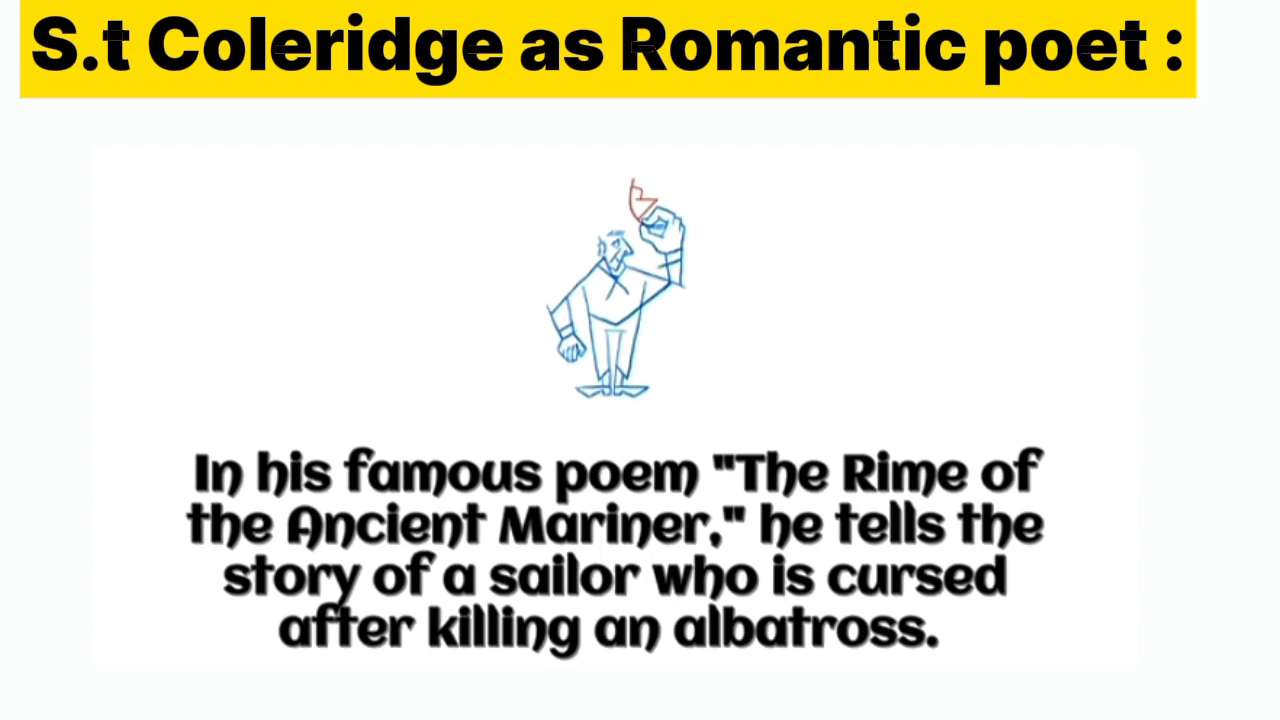 S.t Coleridge as Romantic poet :
In his famous poem "The Rime of
the Ancient Mariner," he tells the
story of a sailor who is cursed
after killing an albatross.